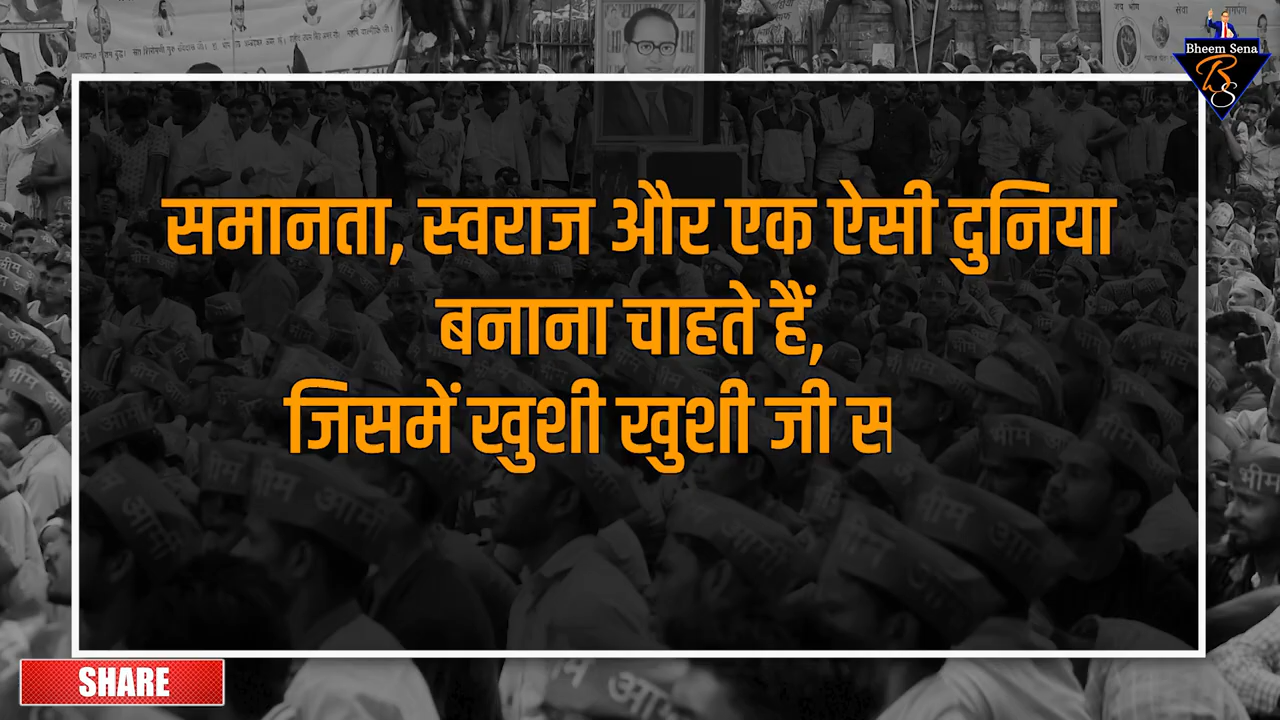 Bheem Sena
समानता, स्वराज और एक ऐसी दुनिया
बनाना चाहते हैं,
जिसमें खुशी खुशी जी स
SHARE